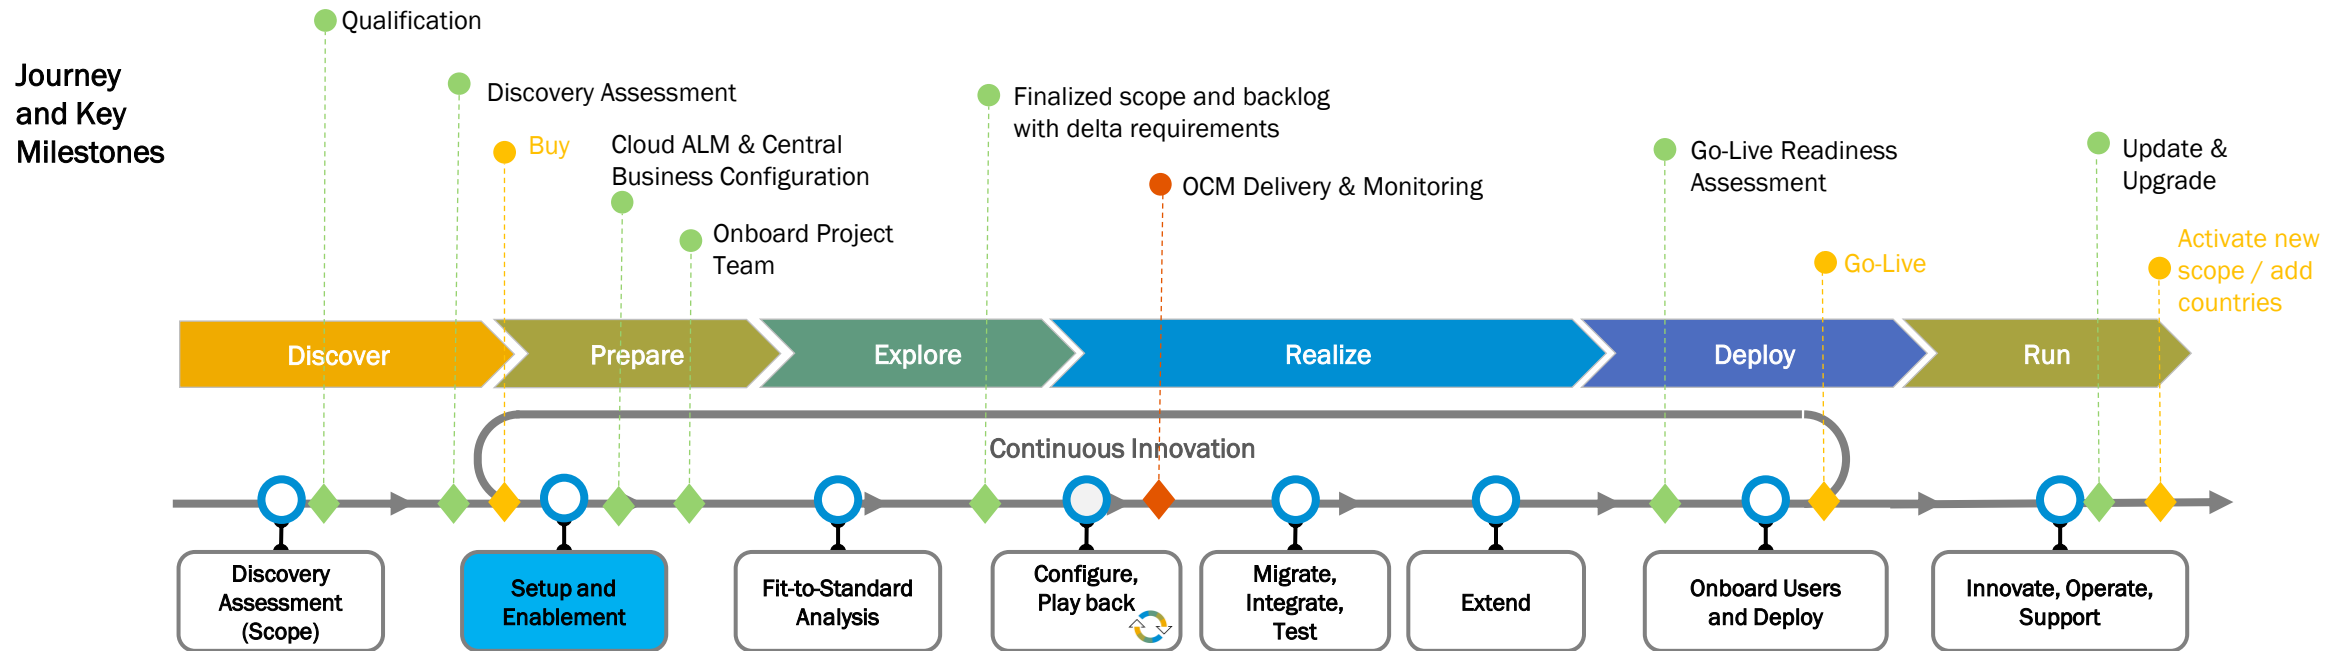 Journey
and Key
Milestones
Qualification
Discovery Assessment
Buy
Cloud ALM & Central
Business Configuration
Onboard Project
Team
Finalized scope and backlog
with delta requirements
OCM Delivery & Monitoring
Go-Live Readiness
Assessment
Go-Live
Update &
Upgrade
Activate new
scope / add
countries
Discover
Prepare
Explore
Realize
Deploy
Run
Continuous Innovation
Discovery
Assessment
(Scope)
Setup and
Enablement
Fit-to-Standard
Analysis
Configure,
Play back
Migrate,
Integrate,
Test
Extend
Onboard Users
and Deploy
Innovate, Operate,
Support